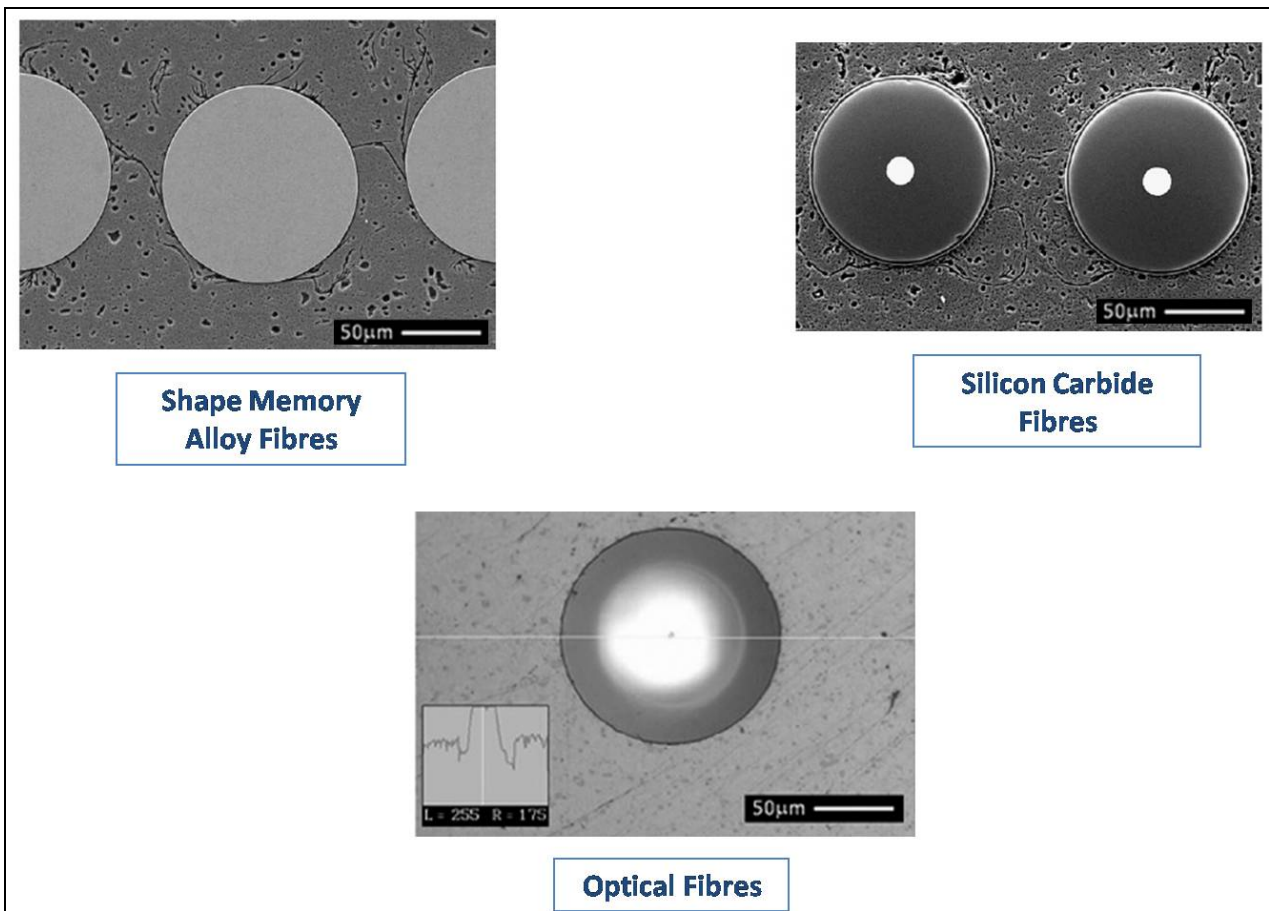 50μm
50μm
Shape Memory
Alloy Fibres
Silicon Carbide
Fibres
L = 255 R = 175
50μm
Optical Fibres